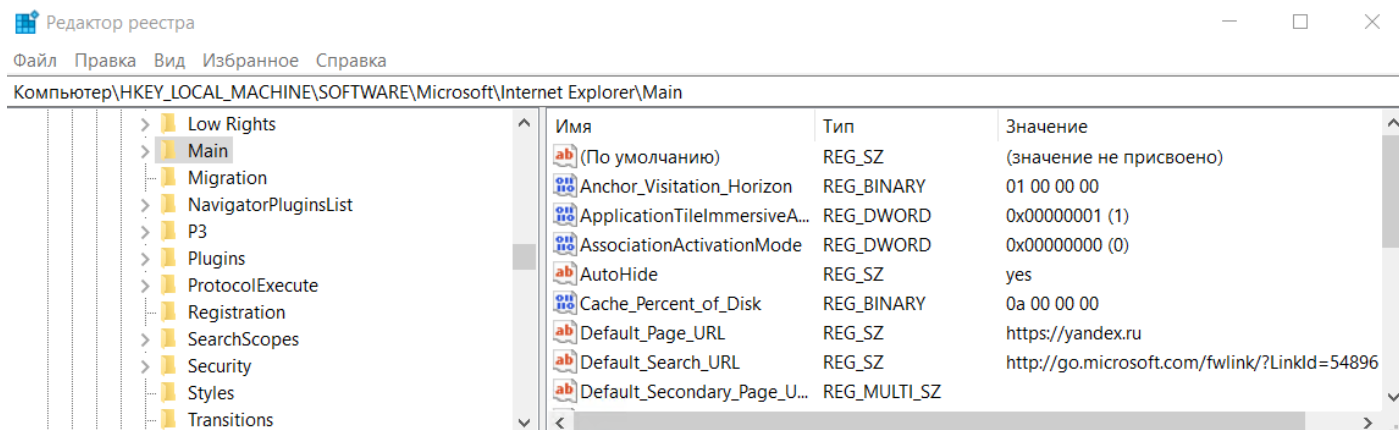 Редактор реестра
Файл Правка Вид Избранное Справка
Компьютер\HKEY_LOCAL_MACHINE\SOFTWARE\Microsoft\Internet Explorer\Main
Low Rights
Main
Migration
NavigatorPluginsList
P3
Plugins
ProtocolExecute
Registration
SearchScopes
Security
Styles
Transitions
Имя Тип Значение
(По умолчанию) REG_SZ (значение не присвоено)
Anchor_Visitation_Horizon REG_BINARY 01 00 00 00
ApplicationTileImmersiveA... REG_DWORD 0x00000001 (1)
AssociationActivationMode REG_DWORD 0x00000000 (0)
AutoHide REG_SZ yes
Cache_Percent_of_Disk REG_BINARY 0a 00 00 00
Default_Page_URL REG_SZ https://yandex.ru
Default_Search_URL REG_SZ http://go.microsoft.com/fwlink/?LinkId=54896
Default_Secondary_Page_U... REG_MULTI_SZ